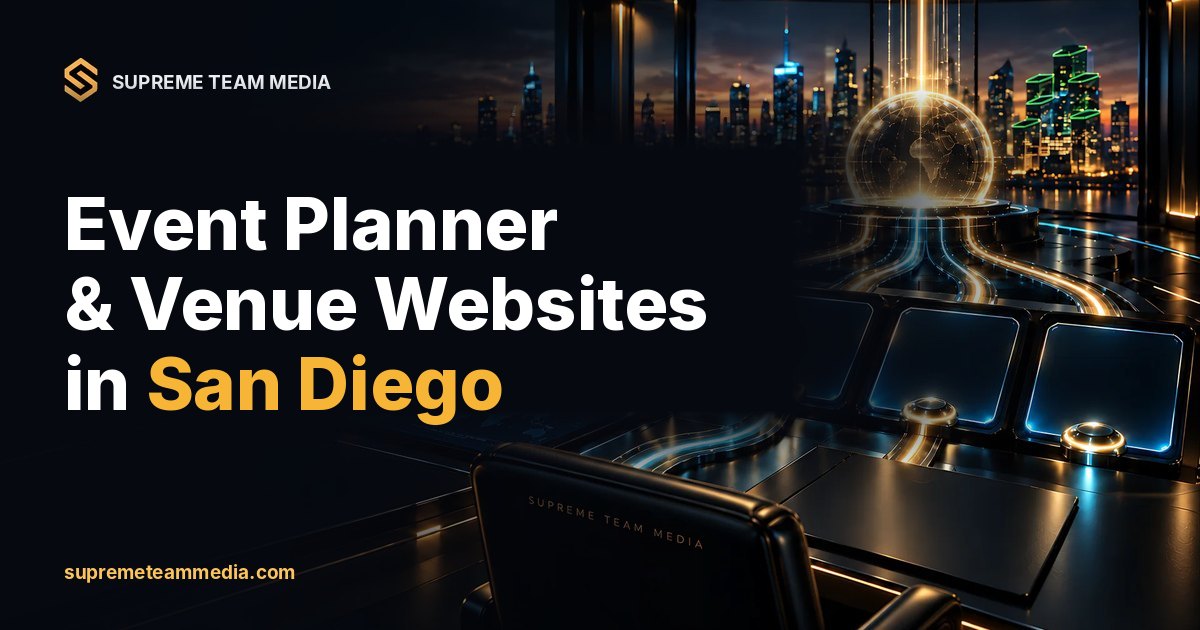 SUPREME TEAM MEDIA
Event Planner
& Venue Websites
in San Diego
SUPREME TEAM MEDIA
supremeteammedia.com